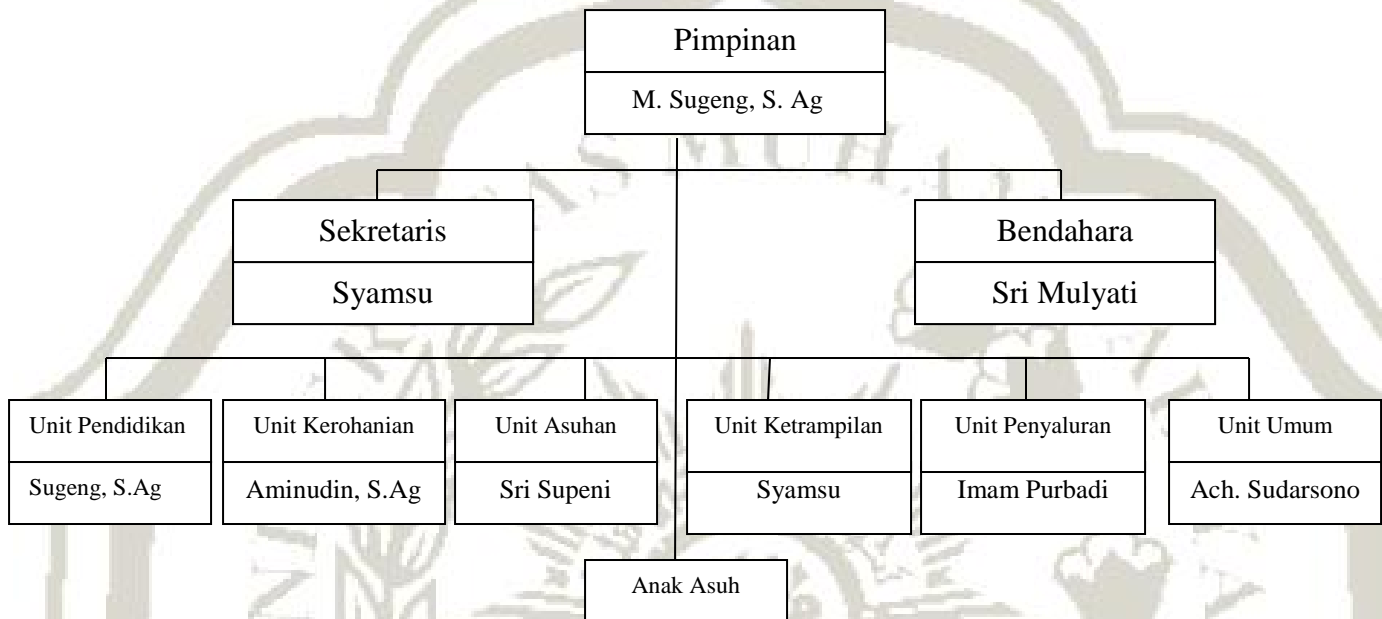 Pimpinan
M. Sugeng, S. Ag
Sekretaris
Syamsu
Bendahara
Sri Mulyati
Unit Pendidikan
Sugeng, S.Ag
Unit Kerohanian
Aminudin, S.Ag
Unit Asuhan
Sri Supeni
Unit Ketrampilan
Syamsu
Unit Penyaluran
Imam Purbadi
Unit Umum
Ach. Sudarsono
Anak Asuh